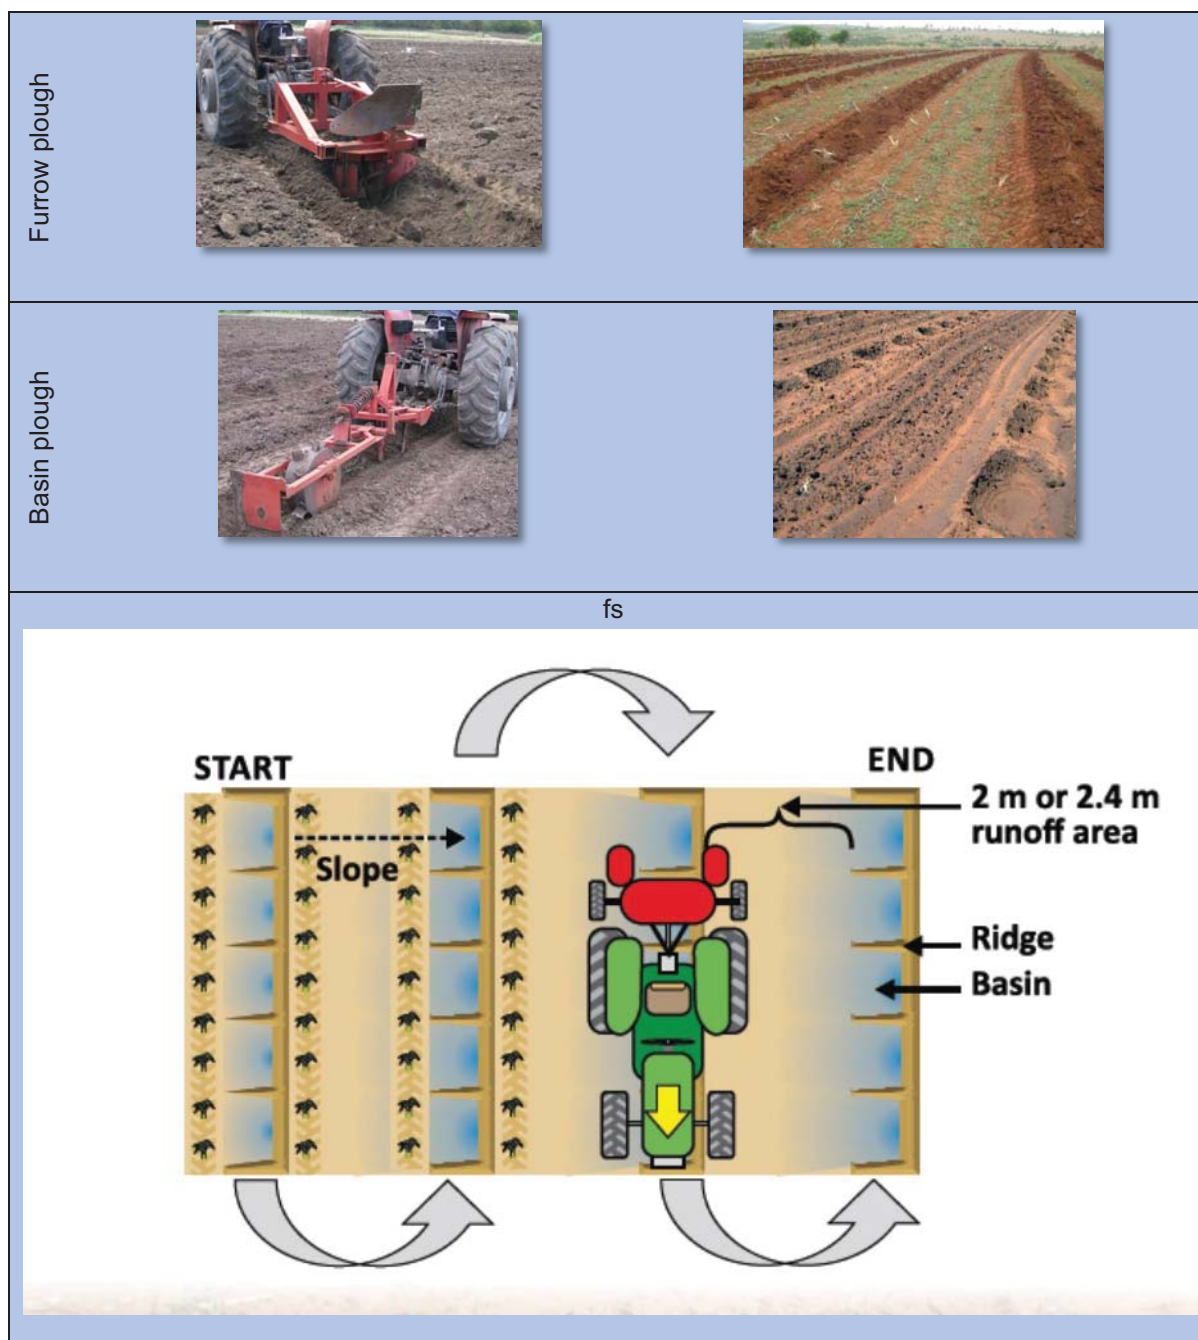 Furrow plough
Basin plough
fs
START
END
2 m or 2.4 m
runoff area
Slope
Ridge
Basin